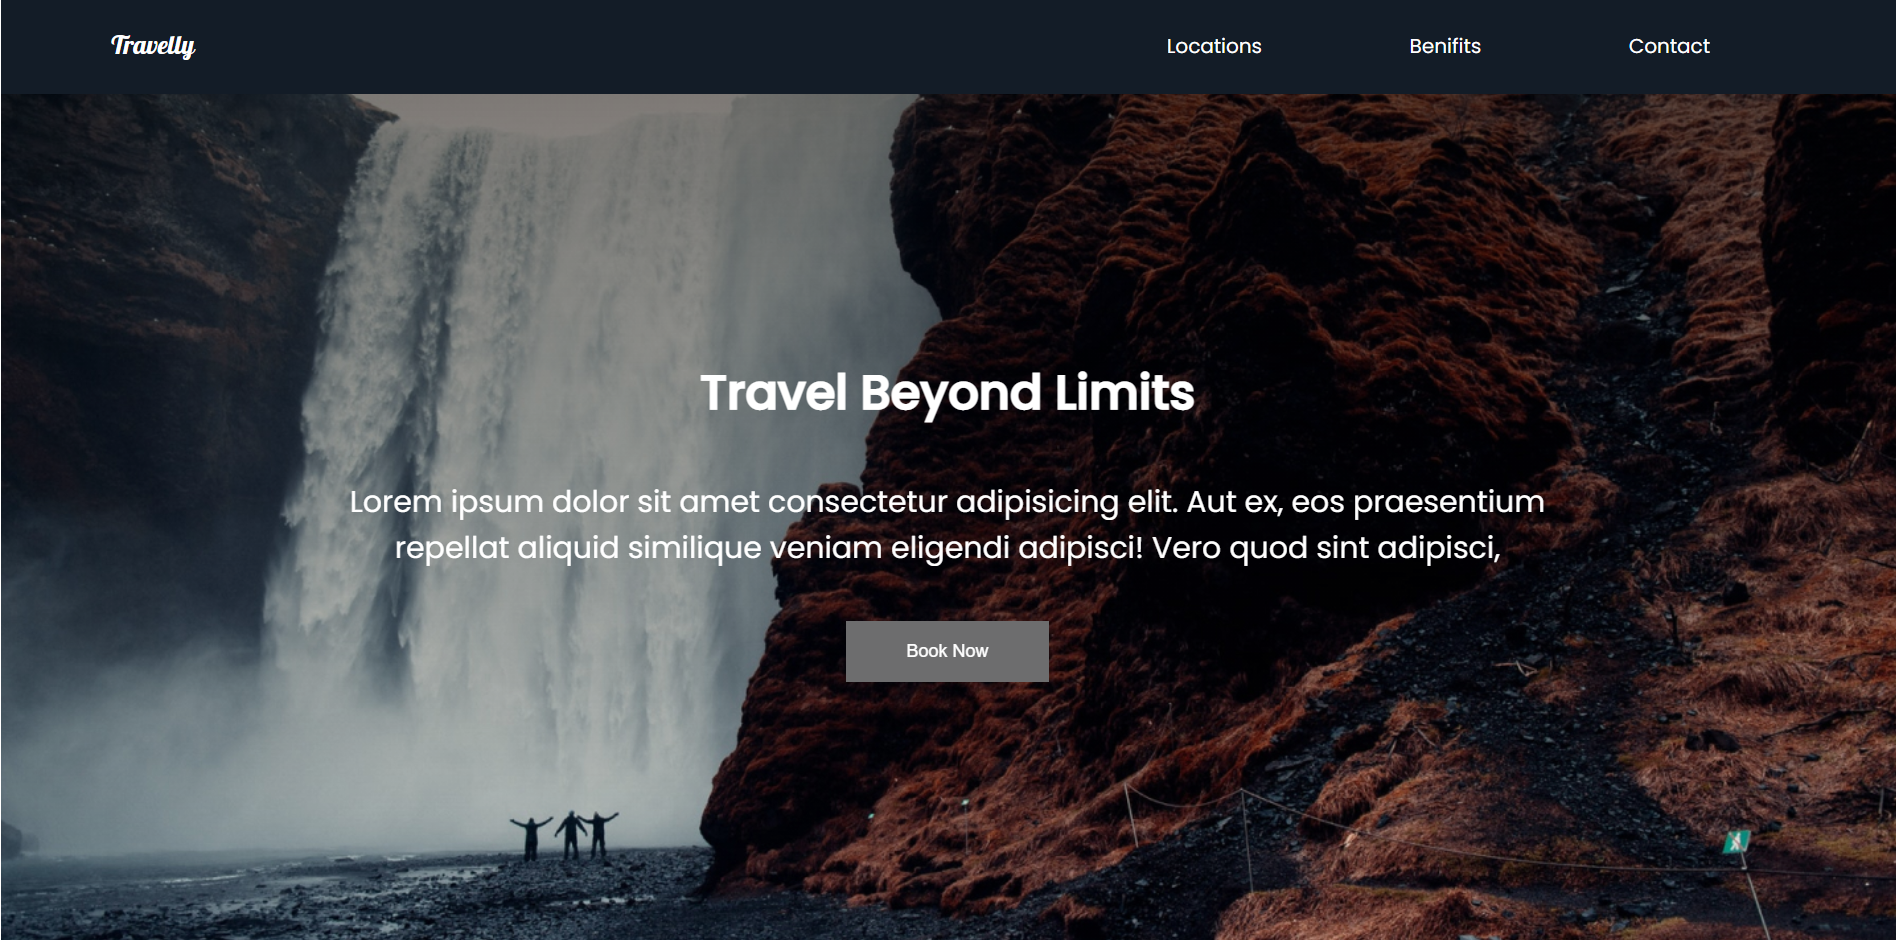 Travelly
Locations
Benifits
Contact
Travel Beyond Limits
Lorem ipsum dolor sit amet consectetur adipisicing elit. Aut ex, eos praesentium
repellat aliquid similique veniam eligendi adipisci! Vero quod sint adipisci,
Book Now